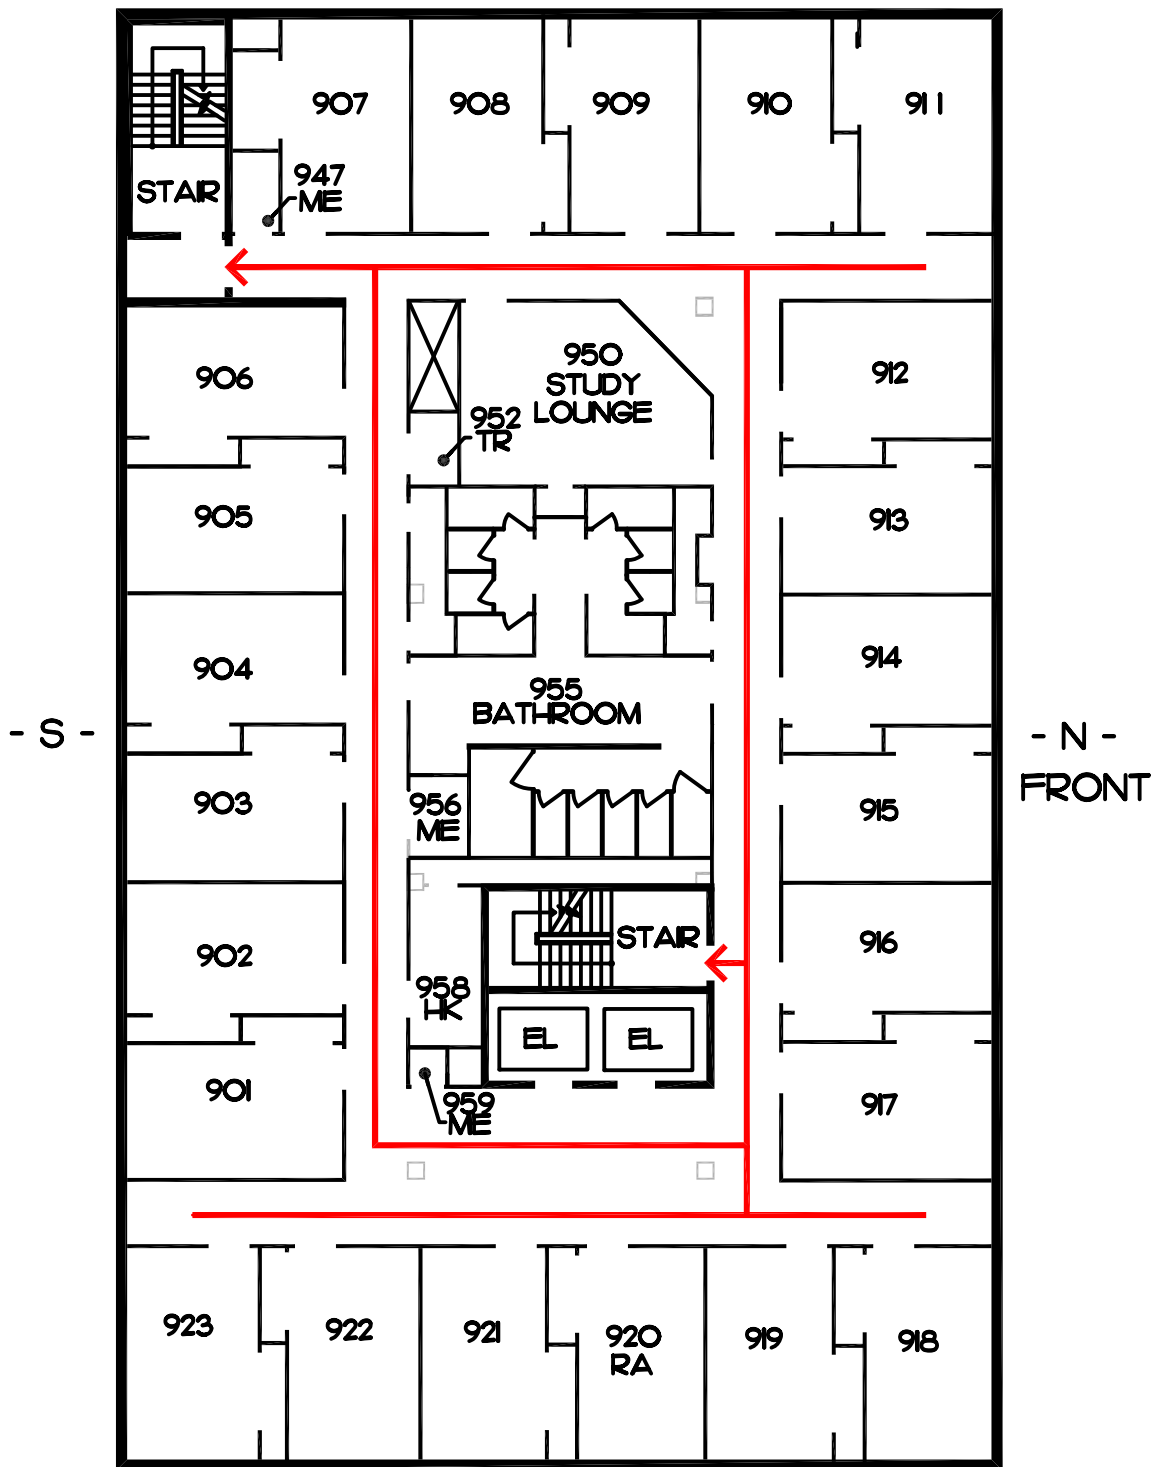 907
908
909
910
911
947
ME
STAIR
950
STUDY
LOUNGE
906
912
952
TR
905
913
904
914
955
BATHROOM
- S -
- N -
FRONT
903
956
ME
915
902
STAIR
916
958
HK
EL
EL
901
959
ME
917
923
922
921
920
RA
919
918